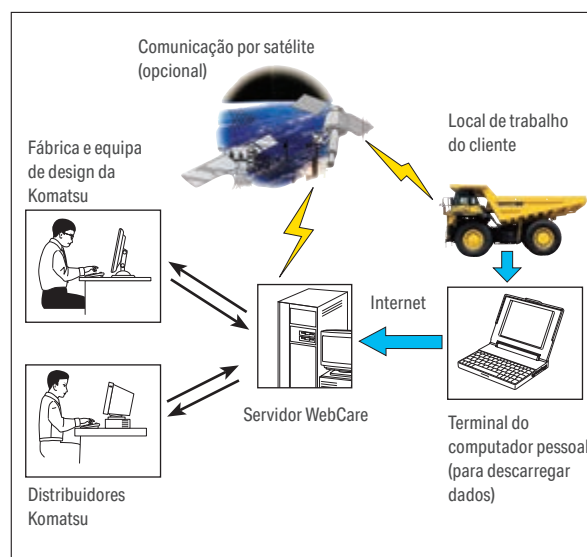 Comunicação por satélite
(opcional)
Local de trabalho
do cliente
Fábrica e equipa
de design da
Komatsu
Internet
Servidor WebCare
Terminal do
computador pessoal
(para descarregar
dados)
Distribuidores
Komatsu